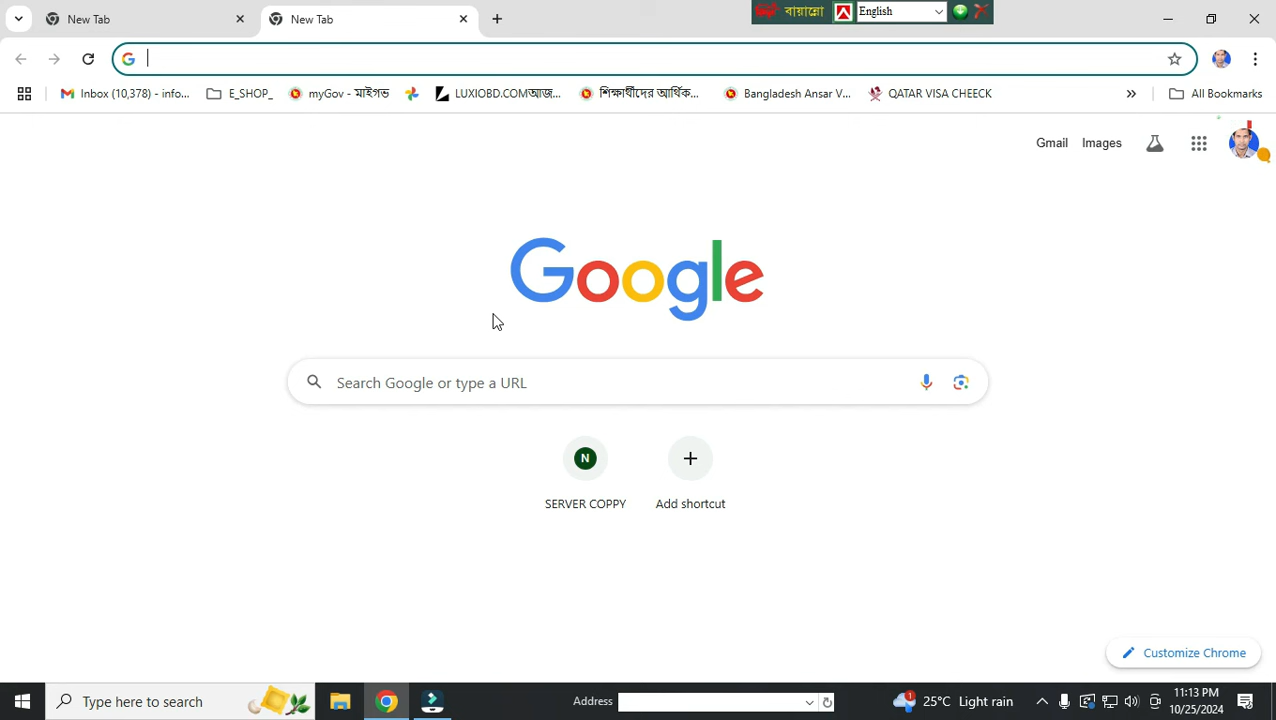 New Tab
New Tab
বায়ান্নো
English
Inbox (10,378) - info...
E_SHOP_
myGov - মাইগভ
LUXIOBD.COMআজ...
শিক্ষার্থীদের আর্থিক...
Bangladesh Ansar V...
QATAR VISA CHEECK
All Bookmarks
Gmail
Images
Google
Search Google or type a URL
N
SERVER COPPY
Add shortcut
Customize Chrome
Type here to search
Address
1
25°C Light rain
11:13 PM
10/25/2024